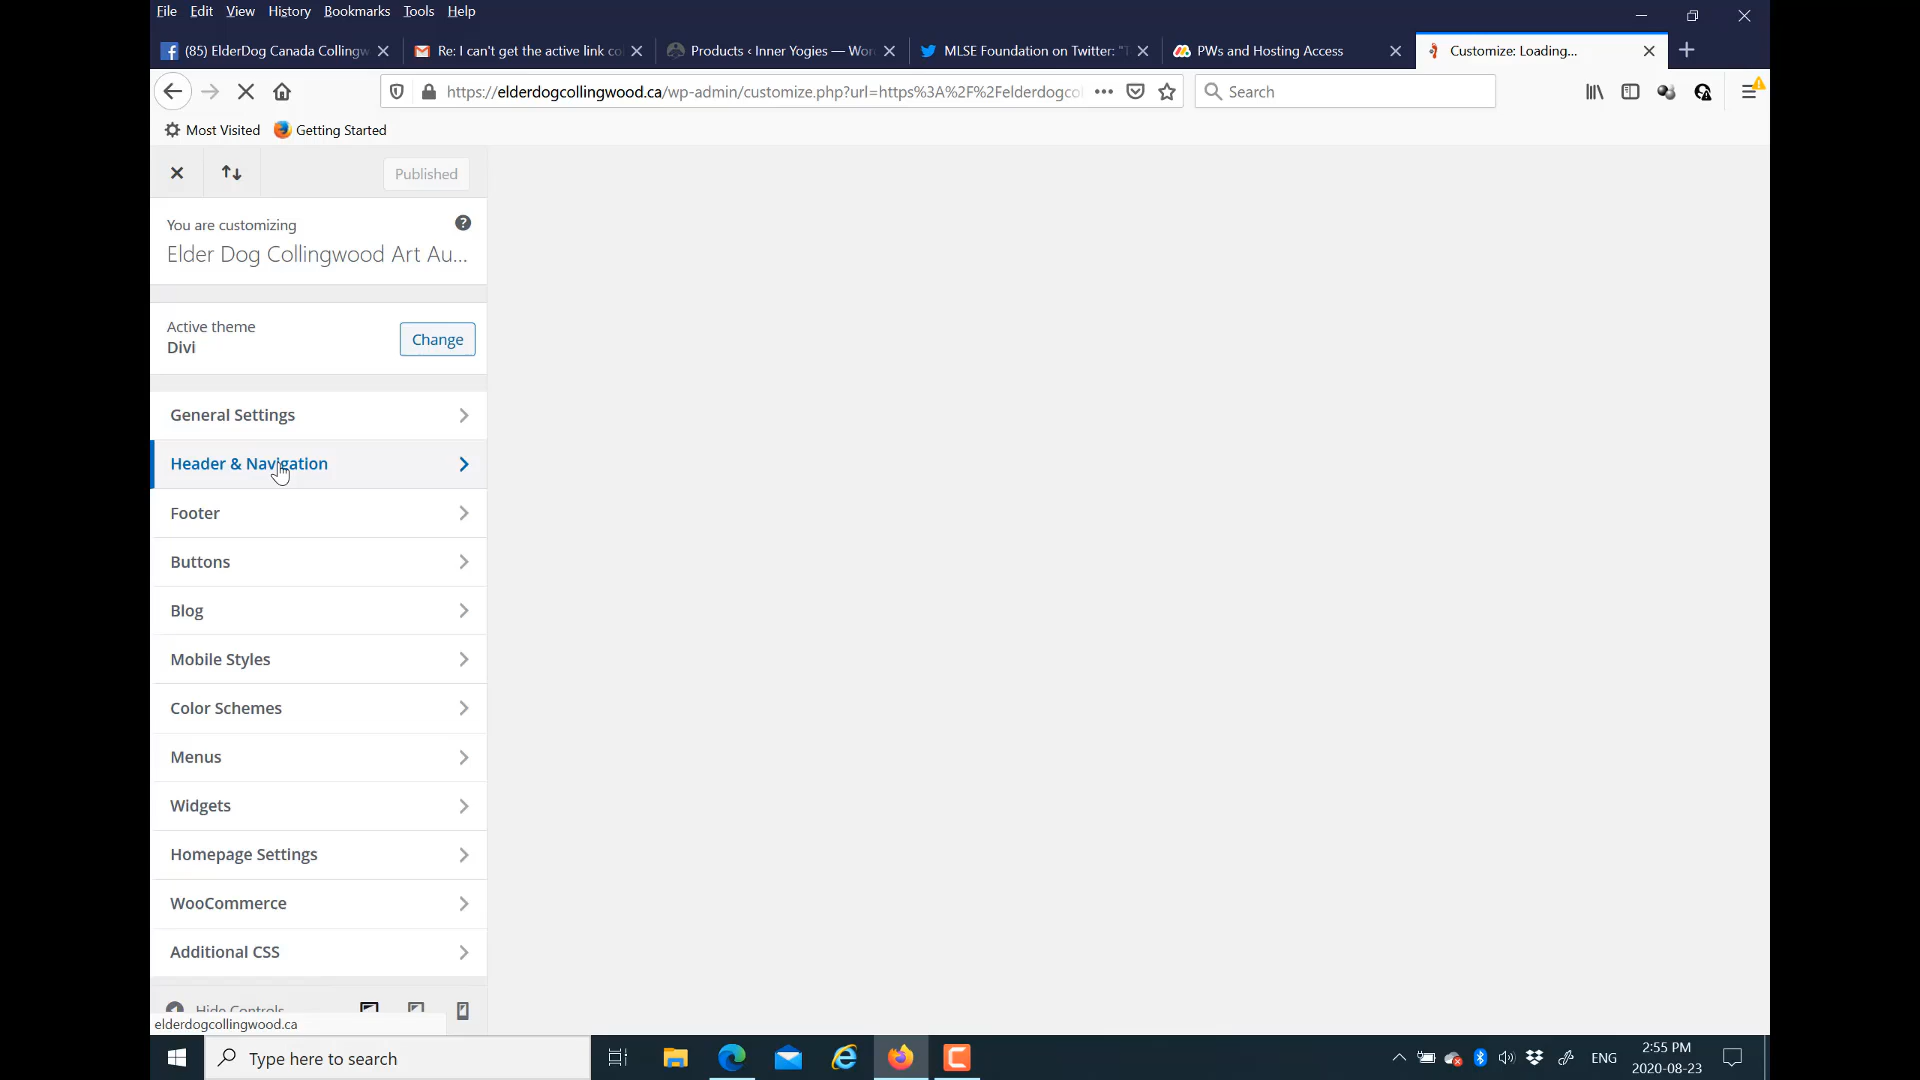 File Edit View History Bookmarks Tools Help
(85) ElderDog Canada Collingw
Re: I can't get the active link co
Products ‹ Inner Yogies — Wor
MLSE Foundation on Twitter: "T
PWs and Hosting Access
Customize: Loading...
https://elderdogcollingwood.ca/wp-admin/customize.php?url=https%3A%2F%2Felderdogco
Search
Most Visited
Getting Started
Published
You are customizing
Elder Dog Collingwood Art Au...
Active theme
Divi
Change
General Settings
Header & Navigation
Footer
Buttons
Blog
Mobile Styles
Color Schemes
Menus
Widgets
Homepage Settings
WooCommerce
Additional CSS
Hide Controls
elderdogcollingwood.ca
Type here to search
ENG
2:55 PM
2020-08-23